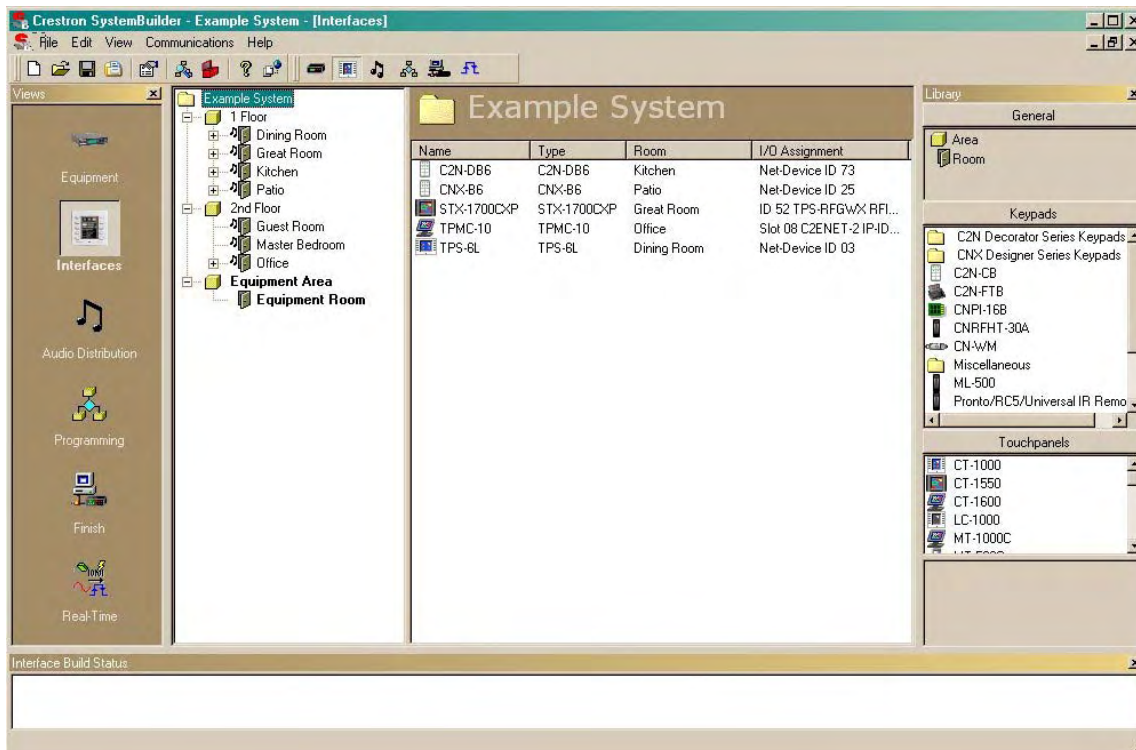 Crestron SystemBuilder - Example System - [Interfaces]
File Edit View Communications Help
Views
Equipment
Interfaces
Audio Distribution
Programming
Finish
Real-Time
Example System
1 Floor
Dining Room
Great Room
Kitchen
Patio
2nd Floor
Guest Room
Master Bedroom
Office
Equipment Area
Equipment Room
Example System
Name Type Room I/O Assignment
C2N-DB6 C2N-DB6 Kitchen Net-Device ID 73
CNX-B6 CNX-B6 Patio Net-Device ID 25
STX-1700CXP STX-1700CXP Great Room ID 52 TPS-RFGWX RFI...
TPMC-10 TPMC-10 Office Slot 08 C2ENET-2 IP-ID...
TPS-6L TPS-6L Dining Room Net-Device ID 03
Library
General
Area
Room
Keypads
C2N Decorator Series Keypads
CNX Designer Series Keypads
C2N-CB
C2N-FTB
CNPI-16B
CNRFHT-30A
CN-WM
Miscellaneous
ML-500
Pronto/RC5/Universal IR Remo
Touchpanels
CT-1000
CT-1550
CT-1600
LC-1000
MT-1000C
Interface Build Status